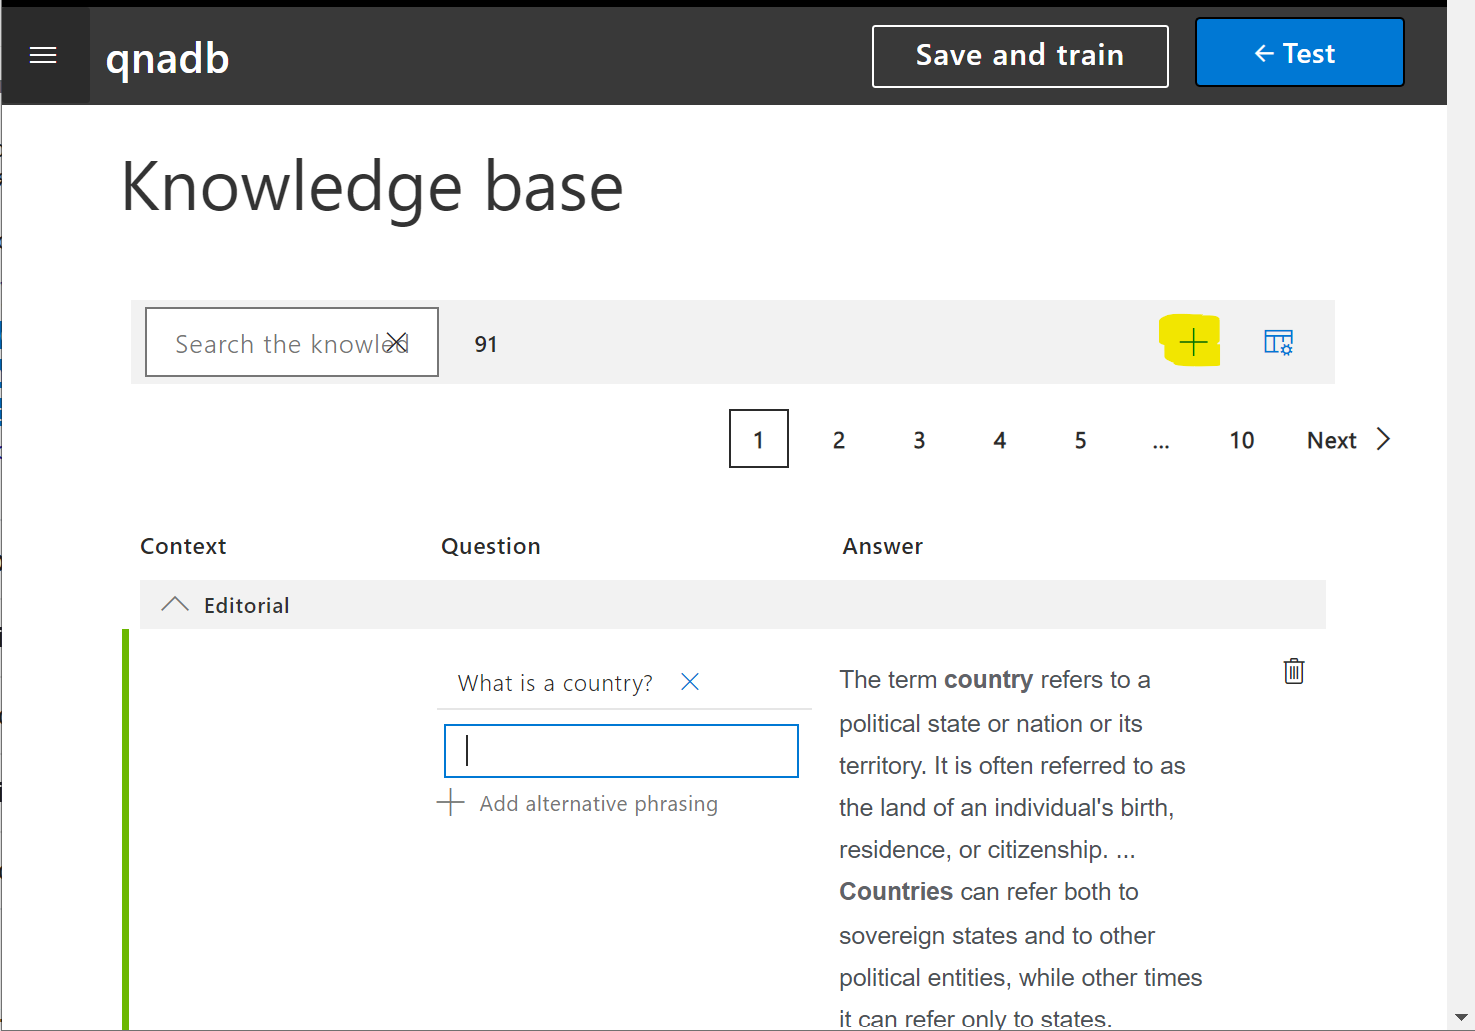 qnadb
Save and train
← Test
Knowledge base
Search the knowled
91
1 2 3 4 5 ... 10 Next
Context Question Answer
Editorial
What is a country?
Add alternative phrasing
The term country refers to a
political state or nation or its
territory. It is often referred to as
the land of an individual's birth,
residence, or citizenship. ...
Countries can refer both to
sovereign states and to other
political entities, while other times
it can refer only to states.